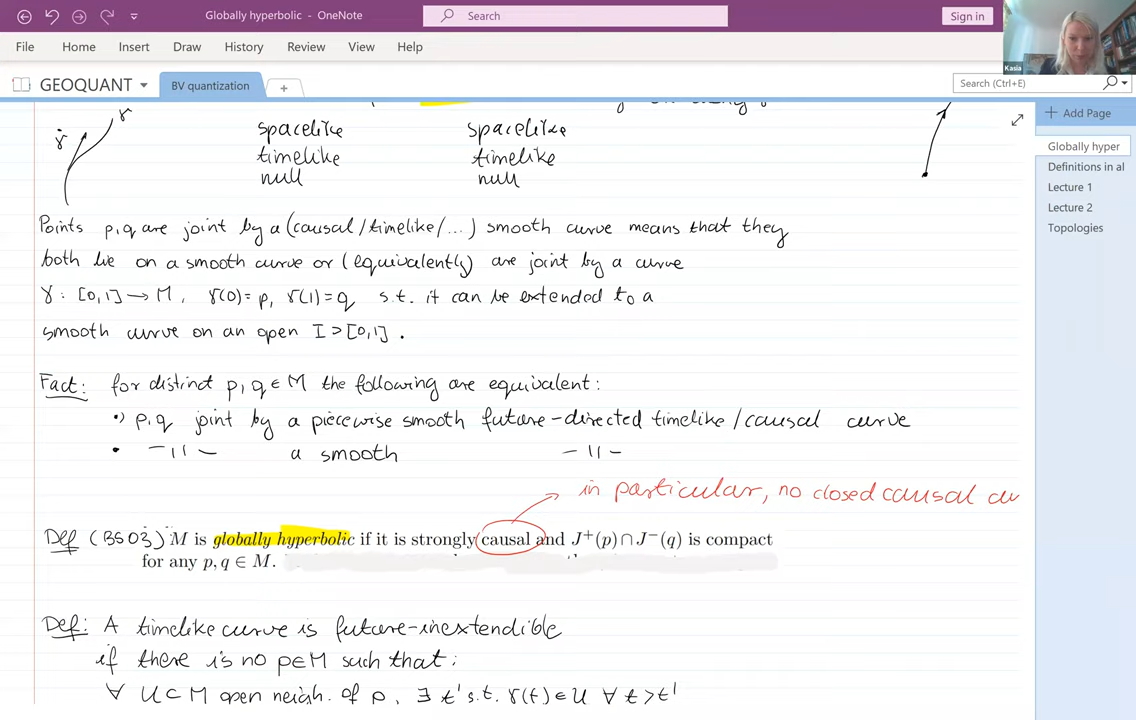 Globally hyperbolic - OneNote
Search
Sign in
File Home Insert Draw History Review View Help
Kasia
GEOQUANT
BV quantization
Search (Ctrl+E)
Add Page
Globally hyper
Definitions in al
Lecture 1
Lecture 2
Topologies
γ̇ γ
spacelike spacelike
timelike timelike
null null
Points p,q are joint by a (causal/timelike/...) smooth curve means that they
both lie on a smooth curve or (equivalently) are joint by a curve
γ: [0,1] → M, γ(0)=p, γ(1)=q s.t. it can be extended to a
smooth curve on an open I ⊃ [0,1].
Fact: for distinct p,q ∈ M the following are equivalent:
•) p,q joint by a piecewise smooth future-directed timelike/causal curve
• –11– a smooth –11–
in particular, no closed causal cu
Def (BS03) M is globally hyperbolic if it is strongly causal and J⁺(p) ∩ J⁻(q) is compact
for any p, q ∈ M.
Def: A timelike curve is future-inextendible
if there is no p∈M such that:
∀ U⊂M open neigh. of p, ∃ t' s.t. γ(t)∈U ∀ t>t'